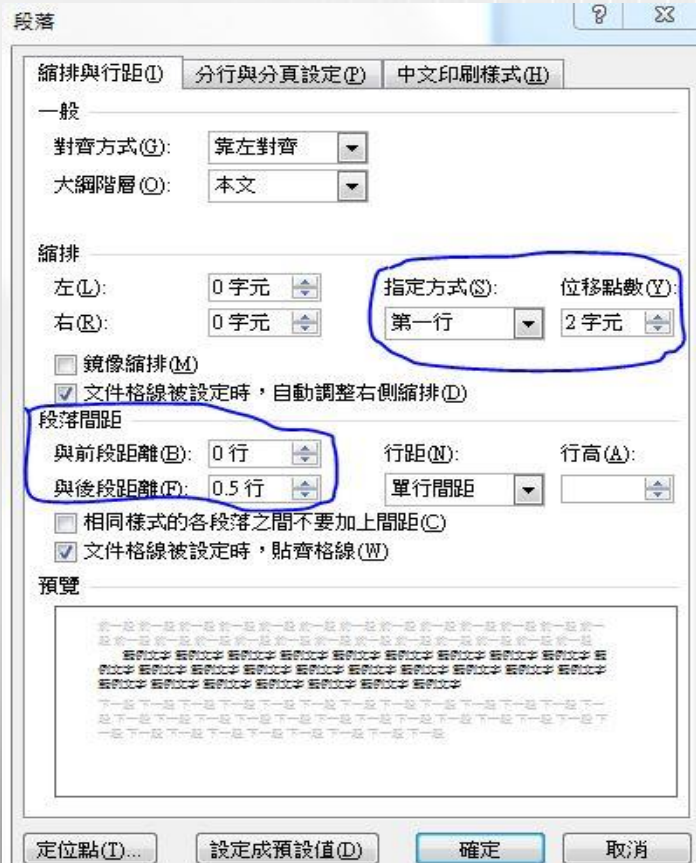 段落
縮排與行距(I) 分行與分頁設定(P) 中文印刷樣式(H)
一般
對齊方式(G): 靠左對齊
大綱階層(O): 本文
縮排
左(L): 0 字元 指定方式(S): 位移點數(Y):
右(R): 0 字元 第一行 2 字元
鏡像縮排(M)
文件格線被設定時,自動調整右側縮排(D)
段落間距
與前段距離(B): 0 行 行距(N): 行高(A):
與後段距離(F): 0.5 行 單行間距
相同樣式的各段落之間不要加上間距(C)
文件格線被設定時,貼齊格線(W)
預覽
定位點(T)... 設定成預設值(D) 確定 取消